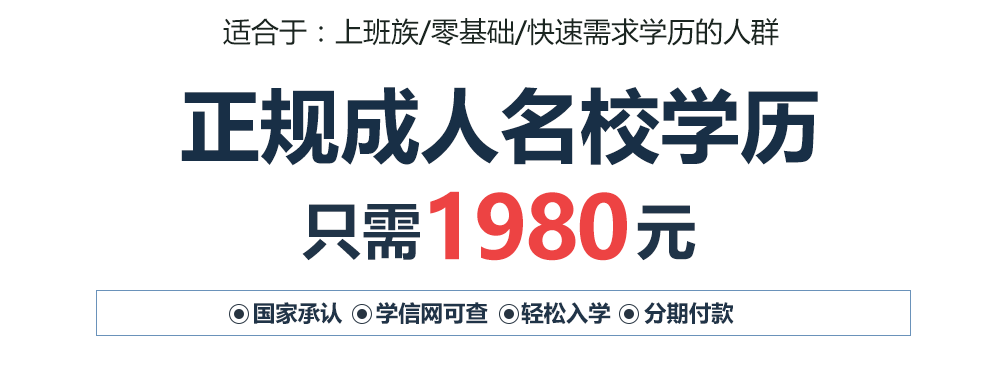 适合于：上班族/零基础/快速需求学历的人群
正规成人名校学历
只需1980元
◉国家承认 ◉学信网可查 ◉轻松入学 ◉分期付款